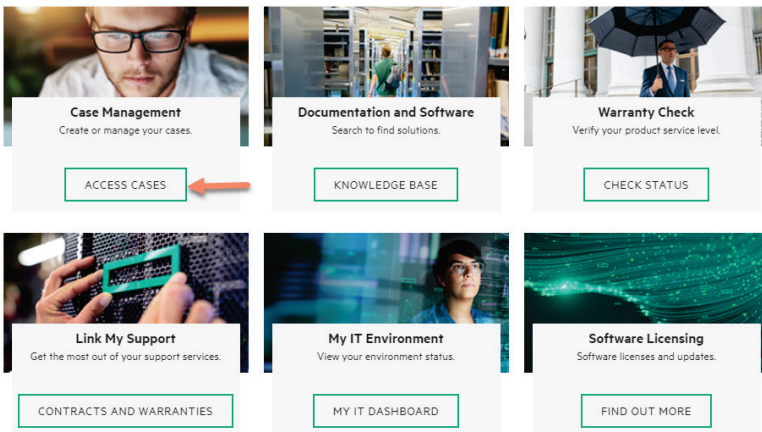 Case Management
Create or manage your cases.
ACCESS CASES
Documentation and Software
Search to find solutions.
KNOWLEDGE BASE
Warranty Check
Verify your product service level.
CHECK STATUS
Link My Support
Get the most out of your support services.
CONTRACTS AND WARRANTIES
My IT Environment
View your environment status.
MY IT DASHBOARD
Software Licensing
Software licenses and updates.
FIND OUT MORE